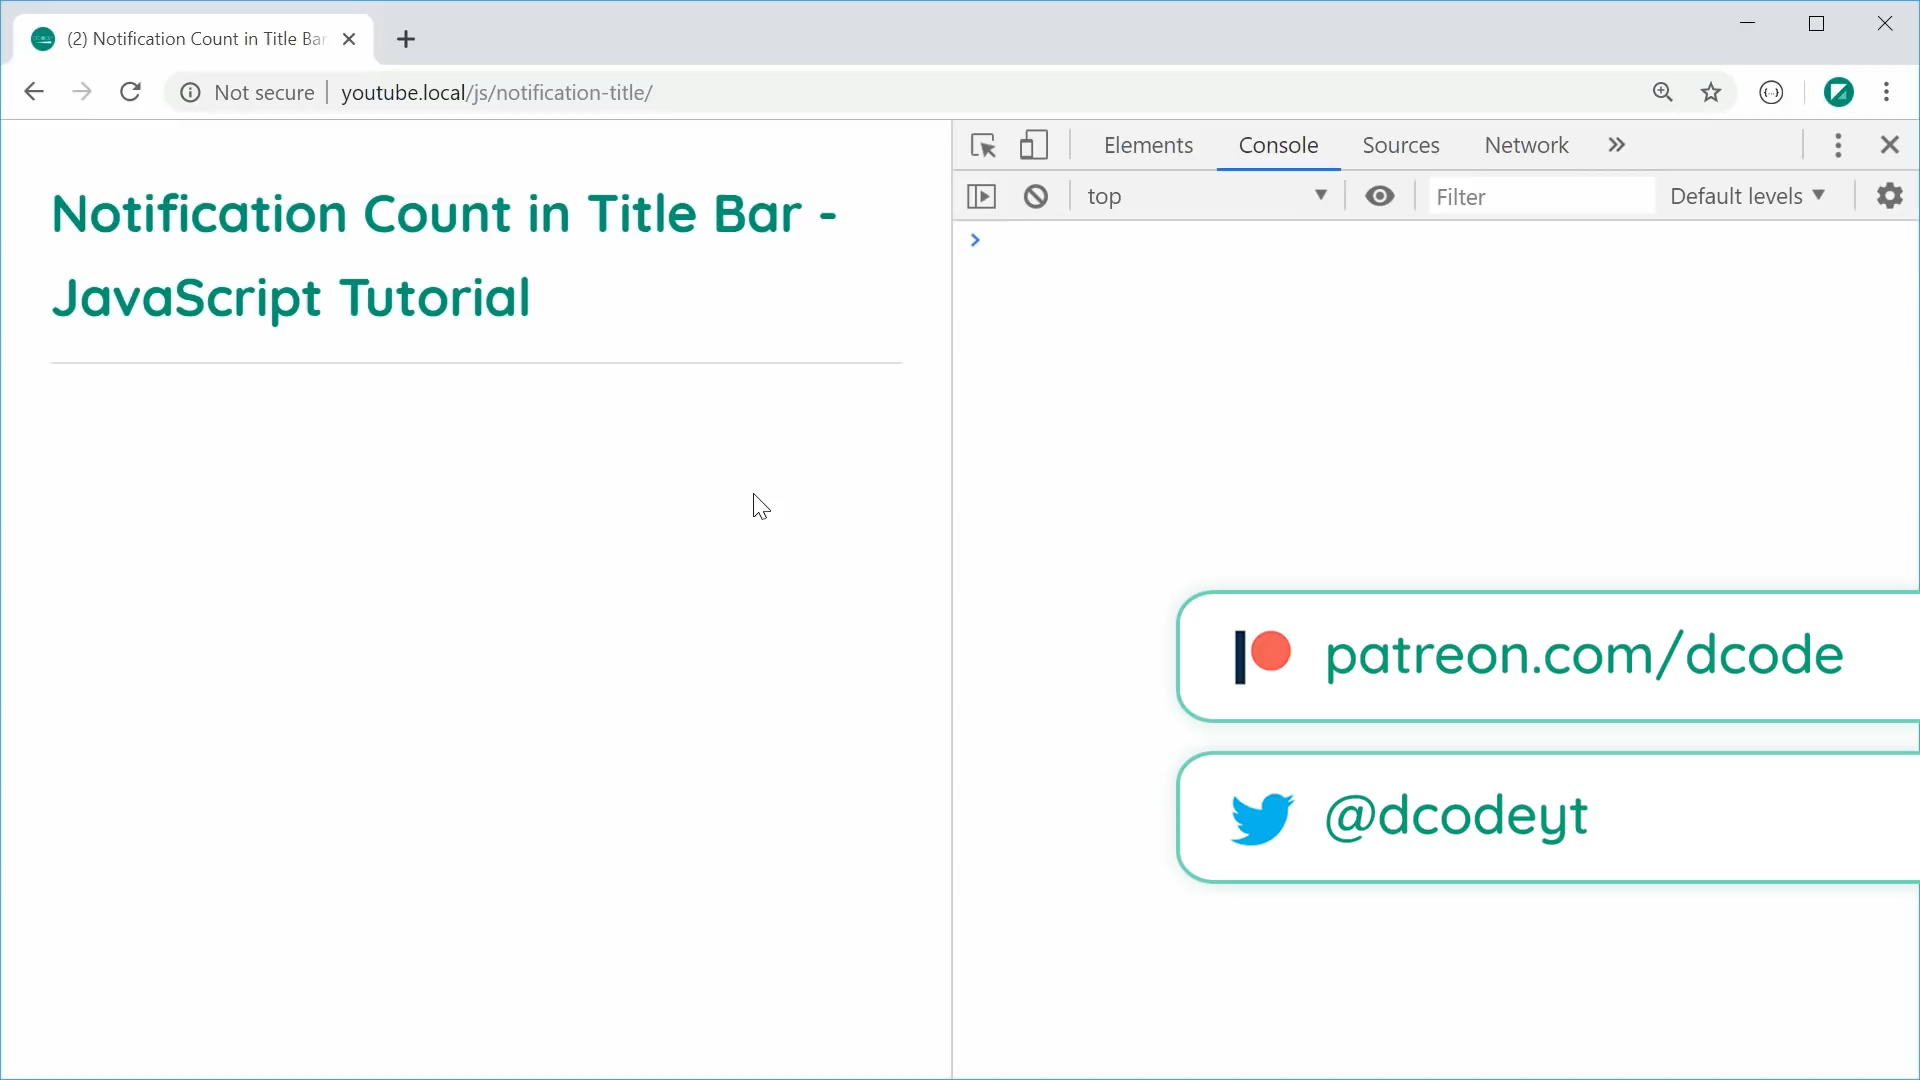 (2) Notification Count in Title Bar
Not secure youtube.local/js/notification-title/
Notification Count in Title Bar -
JavaScript Tutorial
Elements Console Sources Network
top Filter Default levels
patreon.com/dcode
@dcodeyt